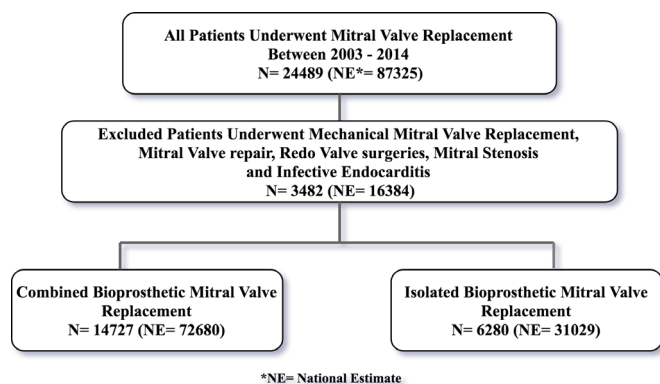 All Patients Underwent Mitral Valve Replacement
Between 2003 - 2014
N= 24489 (NE*= 87325)
Excluded Patients Underwent Mechanical Mitral Valve Replacement,
Mitral Valve repair, Redo Valve surgeries, Mitral Stenosis
and Infective Endocarditis
N= 3482 (NE= 16384)
Combined Bioprosthetic Mitral Valve
Replacement
N= 14727 (NE= 72680)
Isolated Bioprosthetic Mitral Valve
Replacement
N= 6280 (NE= 31029)
*NE= National Estimate